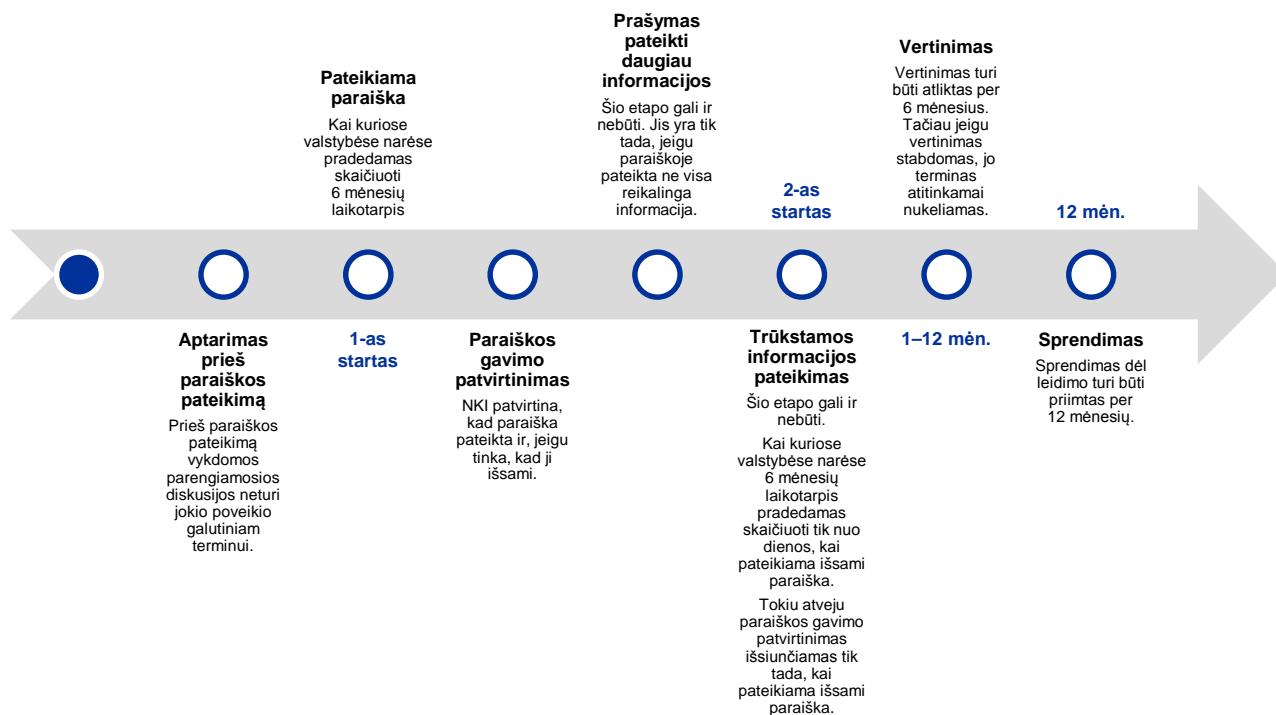 Aptarimas
prieš
paraiškos
pateikimą
Prieš paraiškos
pateikimą
vykdomos
parengiamosios
diskusijos neturi
jokio poveikio
galutiniam
terminui.
Pateikiama
paraiška
Kai kuriose
valstybėse narėse
pradedamas
skaičiuoti
6 mėnesių
laikotarpis
1-as
startas
Paraiškos
gavimo
patvirtinimas
NKI patvirtina,
kad paraiška
pateikta ir, jeigu
tinka, kad ji
išsami.
Prašymas
pateikti
daugiau
informacijos
Šio etapo gali ir
nebūti. Jis yra tik
tada, jeigu
paraiškoje
pateikta ne visa
reikalinga
informacija.
2-as
startas
Trūkstamos
informacijos
pateikimas
Šio etapo gali ir
nebūti.
Kai kuriose
valstybėse narėse
6 mėnesių
laikotarpis
pradedamas
skaičiuoti tik nuo
dienos, kai
pateikiama išsami
paraiška.
Tokiu atveju
paraiškos gavimo
patvirtinimas
išsiunčiamas tik
tada, kai
pateikiama išsami
paraiška.
Vertinimas
Vertinimas turi
būti atliktas per
6 mėnesius.
Tačiau jeigu
vertinimas
stabdomas, jo
terminas
atitinkamai
nukeliamas.
1–12 mėn.
12 mėn.
Sprendimas
Sprendimas dėl
leidimo turi būti
priimtas per
12 mėnesių.